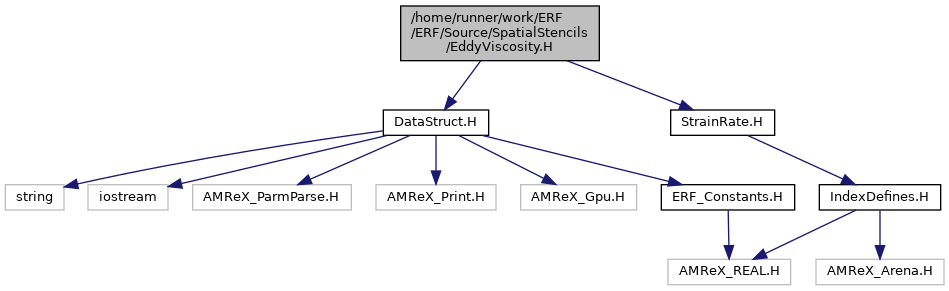 /home/runner/work/ERF
/ERF/Source/SpatialStencils
/EddyViscosity.H
DataStruct.H
StrainRate.H
string
iostream
AMReX_ParmParse.H
AMReX_Print.H
AMReX_Gpu.H
ERF_Constants.H
IndexDefines.H
AMReX_REAL.H
AMReX_Arena.H